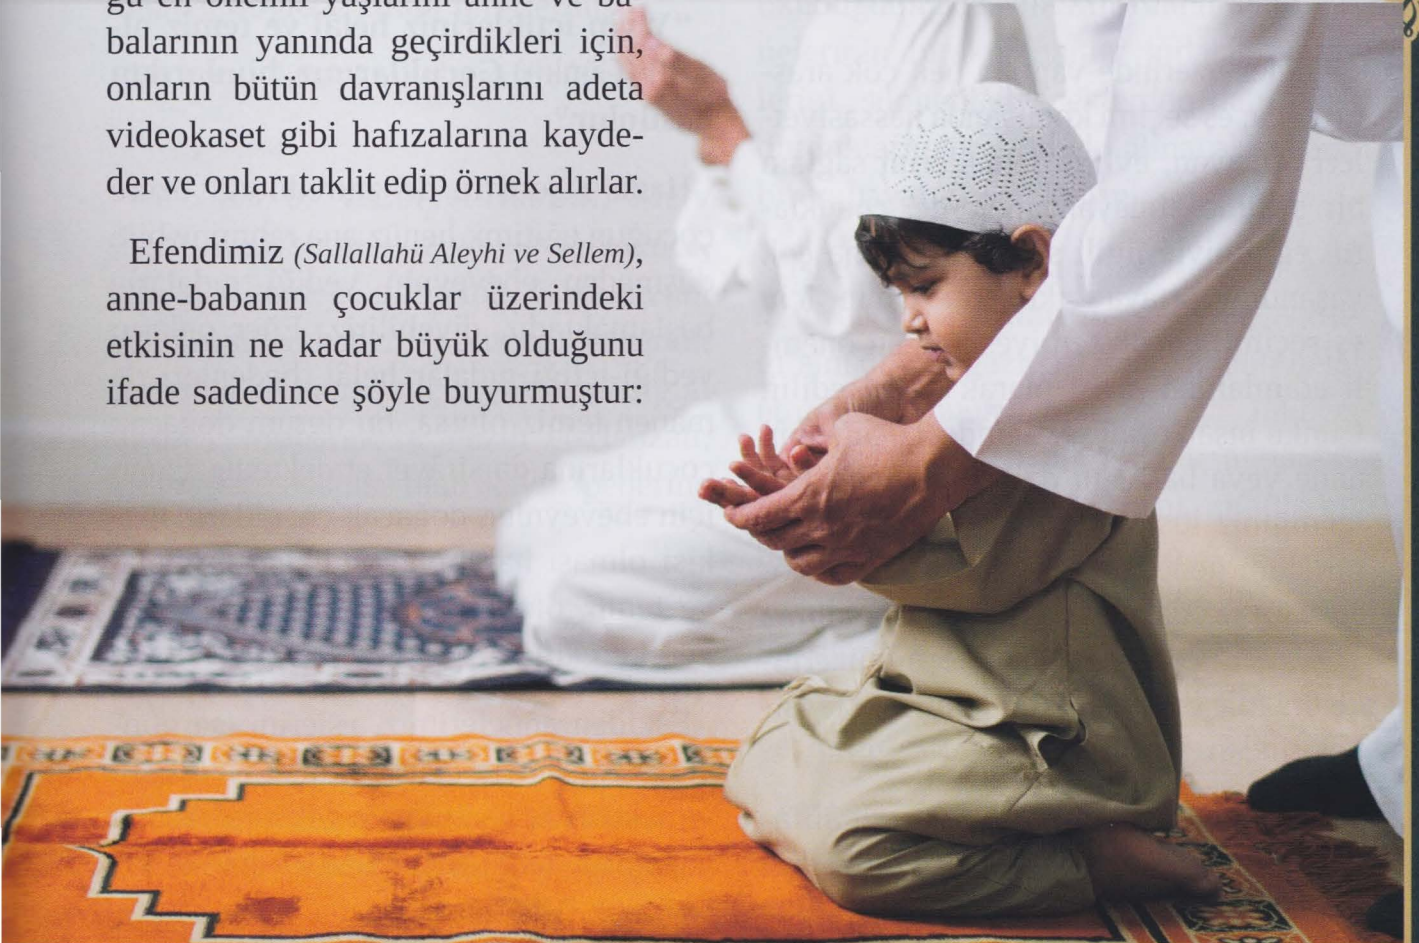 balarının yanında geçirdikleri için,
onların bütün davranışlarını adeta
videokaset gibi hafızalarına kayde-
der ve onları taklit edip örnek alırlar.
Efendimiz (Sallallahü Aleyhi ve Sellem),
anne-babanın çocuklar üzerindeki
etkisinin ne kadar büyük olduğunu
ifade sadedince şöyle buyurmuştur: